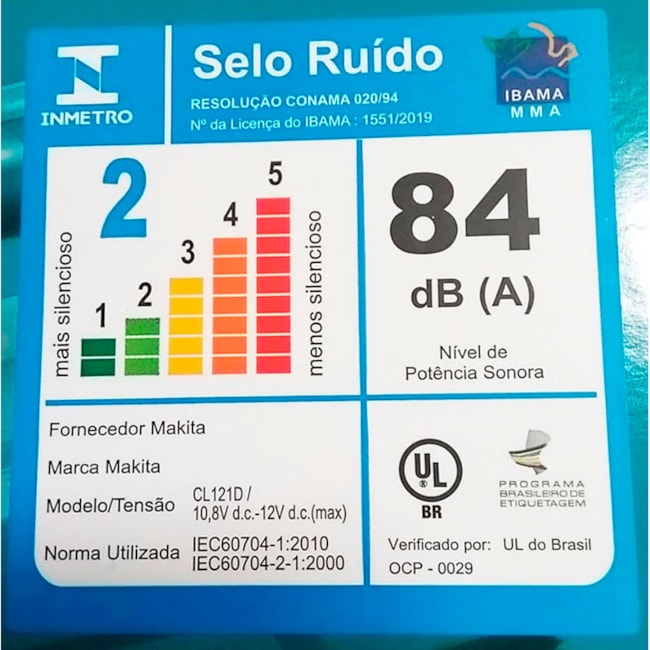 INMETRO
Selo Ruído
RESOLUÇÃO CONAMA 020/94
Nº da Licença do IBAMA : 1551/2019
IBAMA
MMA
2
mais silencioso
1
2
3
4
5
menos silencioso
84
dB (A)
Nível de
Potência Sonora
Fornecedor Makita
Marca Makita
Modelo/Tensão CL121D /
10,8V d.c.-12V d.c.(max)
Norma Utilizada IEC60704-1:2010
IEC60704-2-1:2000
UL
®
BR
PROGRAMA
BRASILEIRO DE
ETIQUETAGEM
Verificado por: UL do Brasil
OCP - 0029